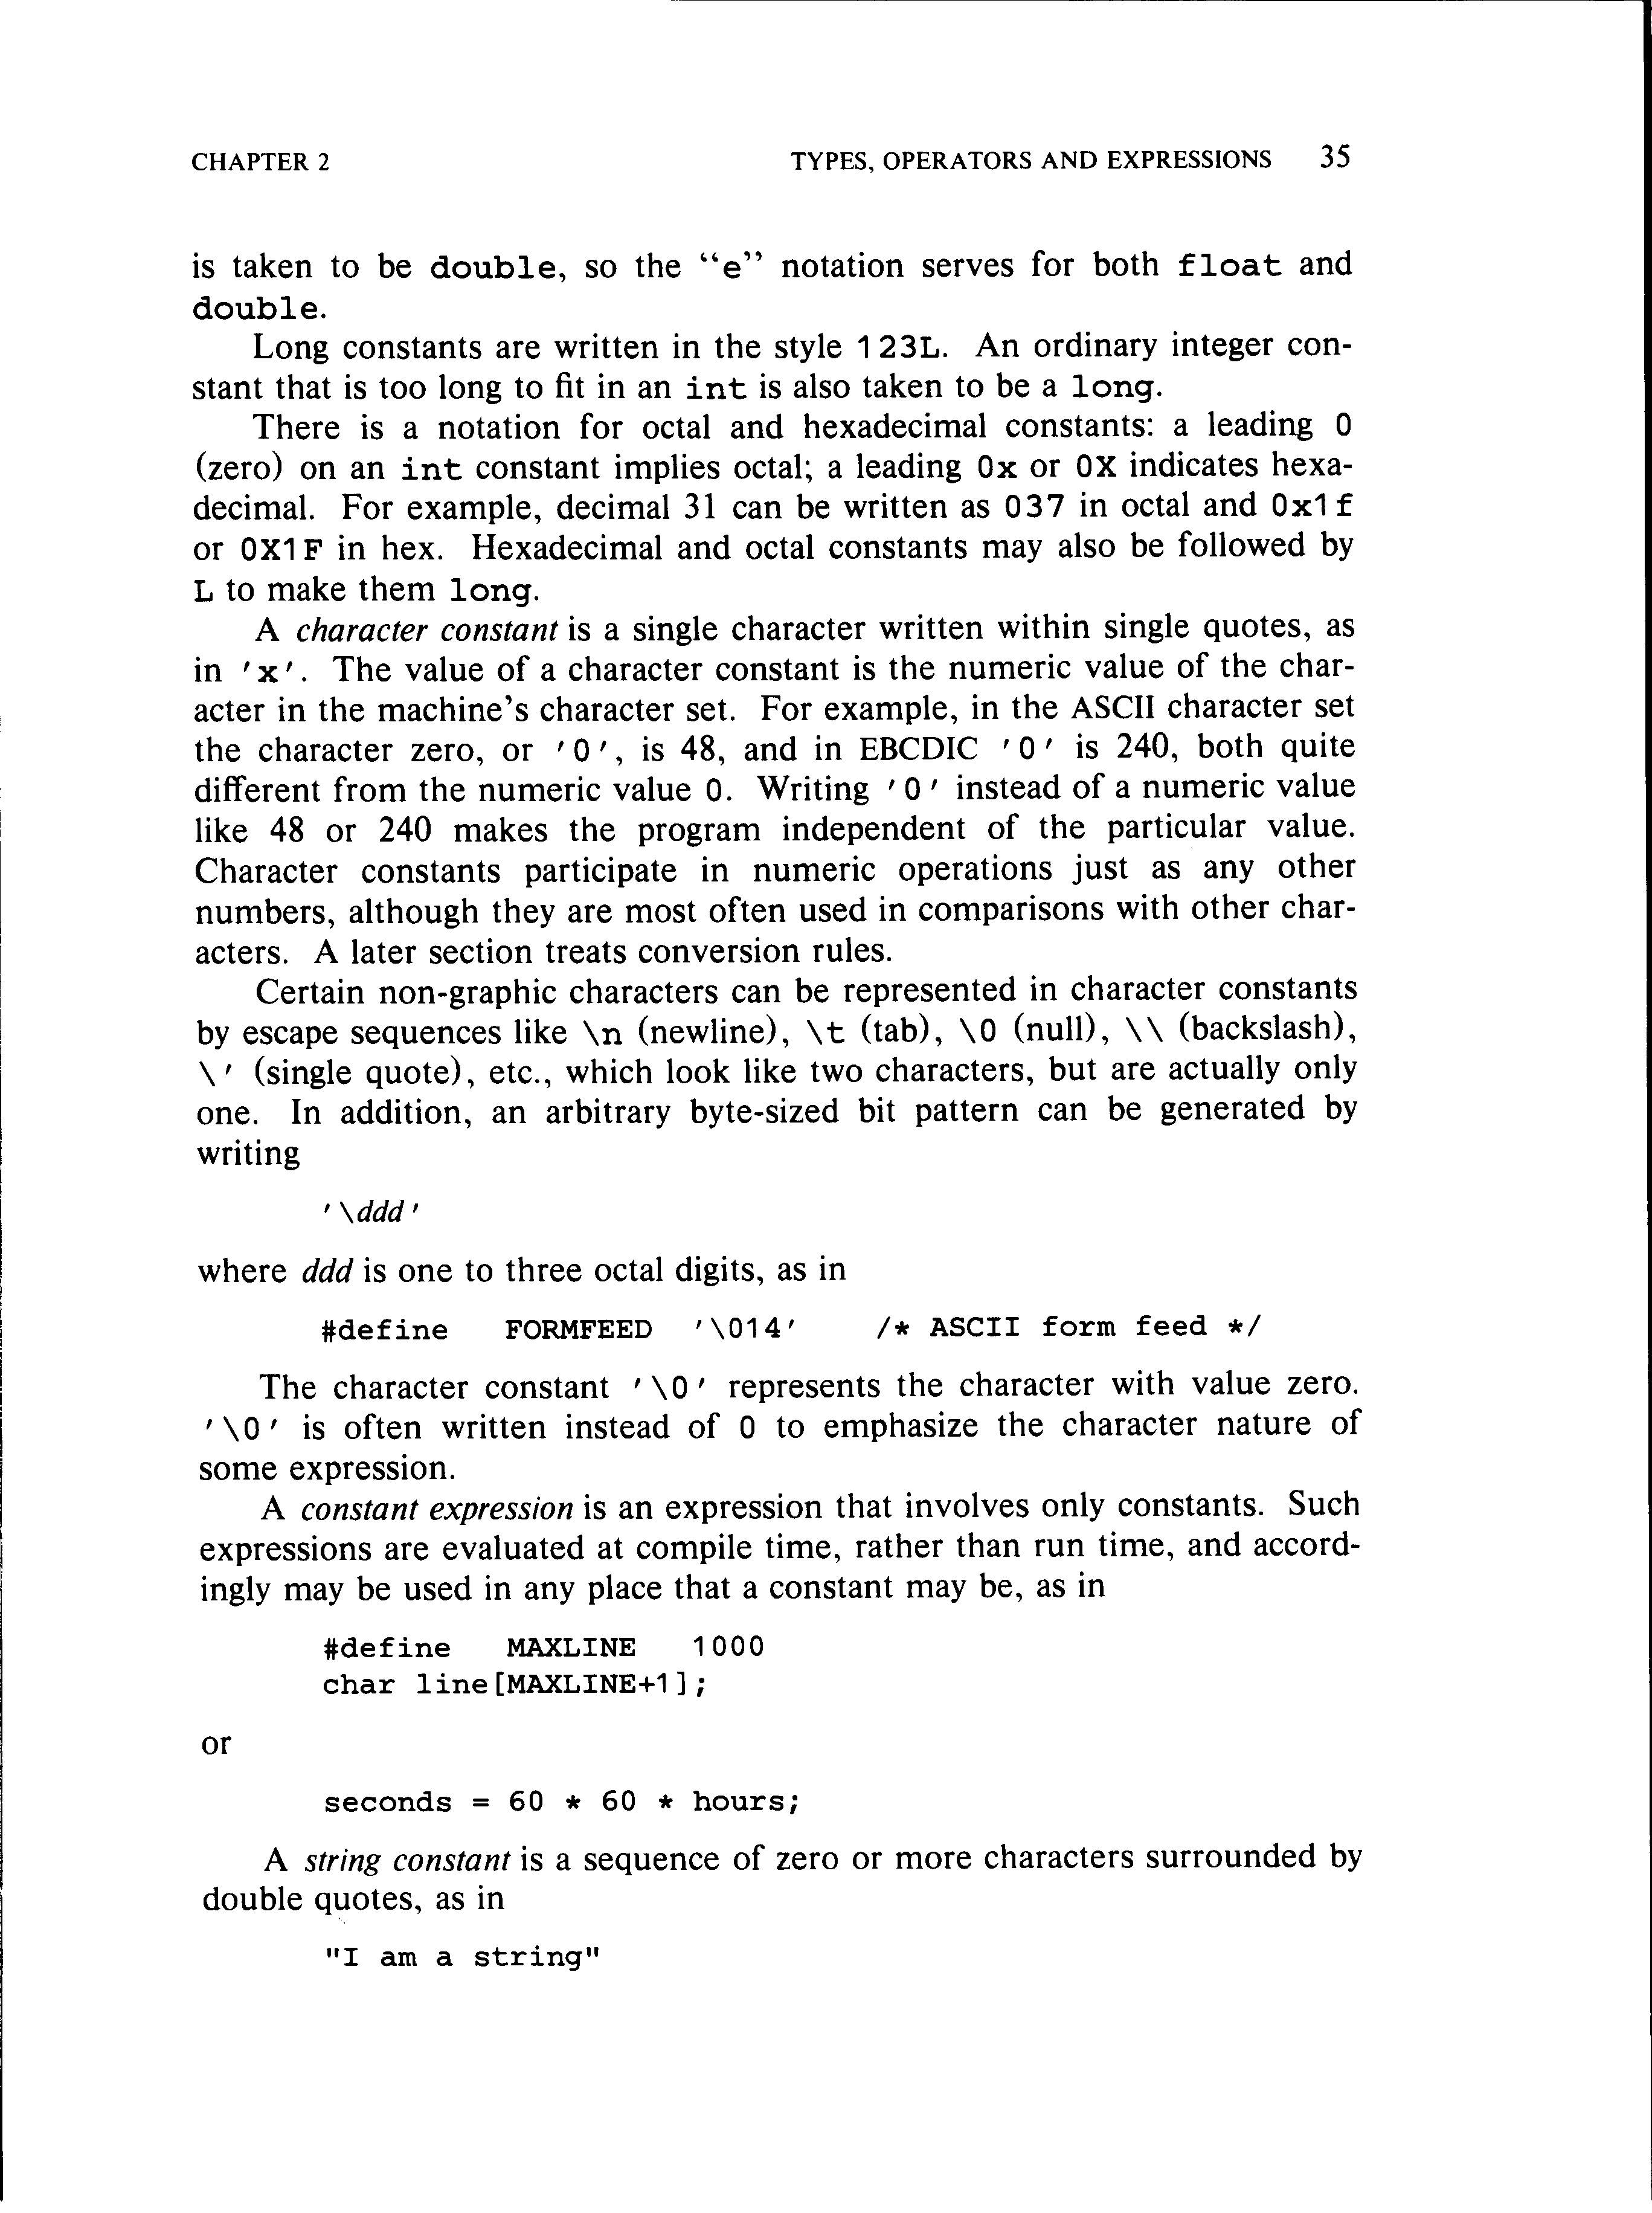 CHAPTER 2 TYPES, OPERATORS AND EXPRESSIONS 35
is taken to be double, so the “e” notation serves for both float and
double.
Long constants are written in the style 123L. An ordinary integer con-
stant that is too long to fit in an int is also taken to be a long.
There is a notation for octal and hexadecimal constants: a leading 0
(zero) on an int constant implies octal; a leading 0x or 0X indicates hexa-
decimal. For example, decimal 31 can be written as 037 in octal and 0x1f
or 0X1F in hex. Hexadecimal and octal constants may also be followed by
L to make them long.
A character constant is a single character written within single quotes, as
in 'x'. The value of a character constant is the numeric value of the char-
acter in the machine's character set. For example, in the ASCII character set
the character zero, or '0', is 48, and in EBCDIC '0' is 240, both quite
different from the numeric value 0. Writing '0' instead of a numeric value
like 48 or 240 makes the program independent of the particular value.
Character constants participate in numeric operations just as any other
numbers, although they are most often used in comparisons with other char-
acters. A later section treats conversion rules.
Certain non-graphic characters can be represented in character constants
by escape sequences like \n (newline), \t (tab), \0 (null), \\ (backslash),
\' (single quote), etc., which look like two characters, but are actually only
one. In addition, an arbitrary byte-sized bit pattern can be generated by
writing
'\ddd'
where ddd is one to three octal digits, as in
#define FORMFEED '\014' /* ASCII form feed */
The character constant '\0' represents the character with value zero.
'\0' is often written instead of 0 to emphasize the character nature of
some expression.
A constant expression is an expression that involves only constants. Such
expressions are evaluated at compile time, rather than run time, and accord-
ingly may be used in any place that a constant may be, as in
#define MAXLINE 1000
char line[MAXLINE+1];
or
seconds = 60 * 60 * hours;
A string constant is a sequence of zero or more characters surrounded by
double quotes, as in
"I am a string"